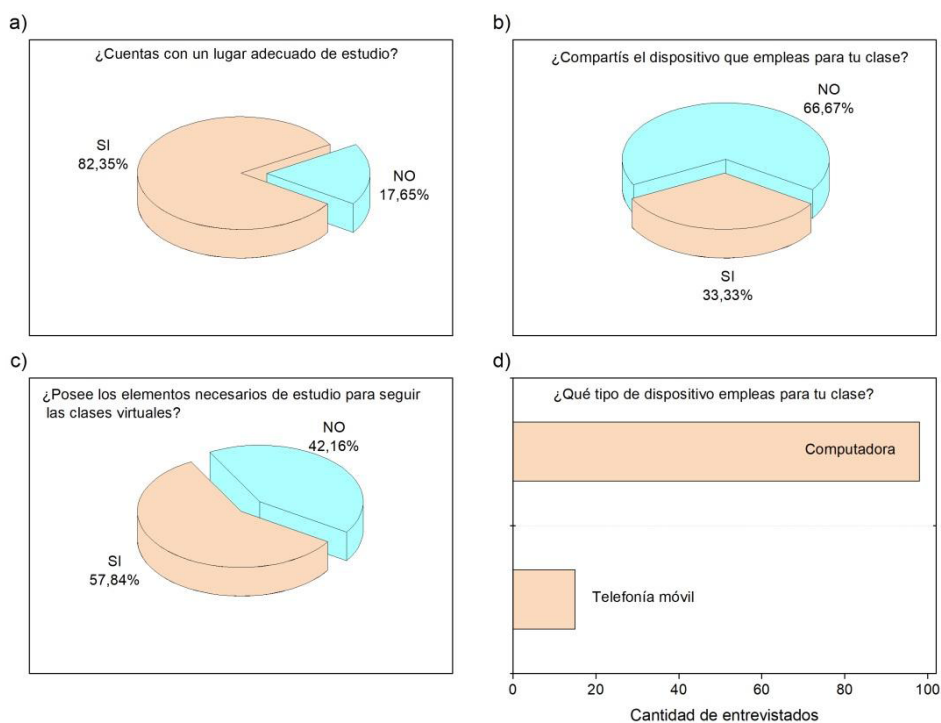 a)
¿Cuentas con un lugar adecuado de estudio?
SI
82,35%
NO
17,65%
b)
¿Compartís el dispositivo que empleas para tu clase?
NO
66,67%
SI
33,33%
c)
¿Posee los elementos necesarios de estudio para seguir
las clases virtuales?
NO
42,16%
SI
57,84%
d)
¿Qué tipo de dispositivo empleas para tu clase?
Computadora
Telefonía móvil
0 20 40 60 80 100
Cantidad de entrevistados